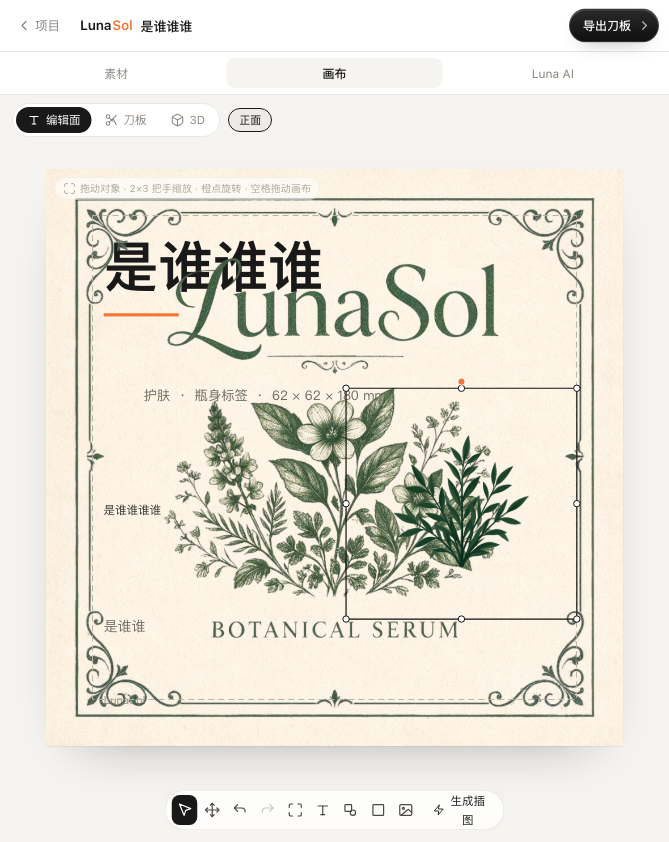 项目
LunaSol 是谁谁谁
导出刀板
素材
画布
Luna AI
编辑面
刀板
3D
正面
拖动对象 · 2×3 把手缩放 · 橙点旋转 · 空格拖动画布
是谁谁谁
LunaSol
护肤 · 瓶身标签 · 62 × 62 × 180 mm
是谁谁谁谁
是谁谁
BOTANICAL SERUM
生成插图